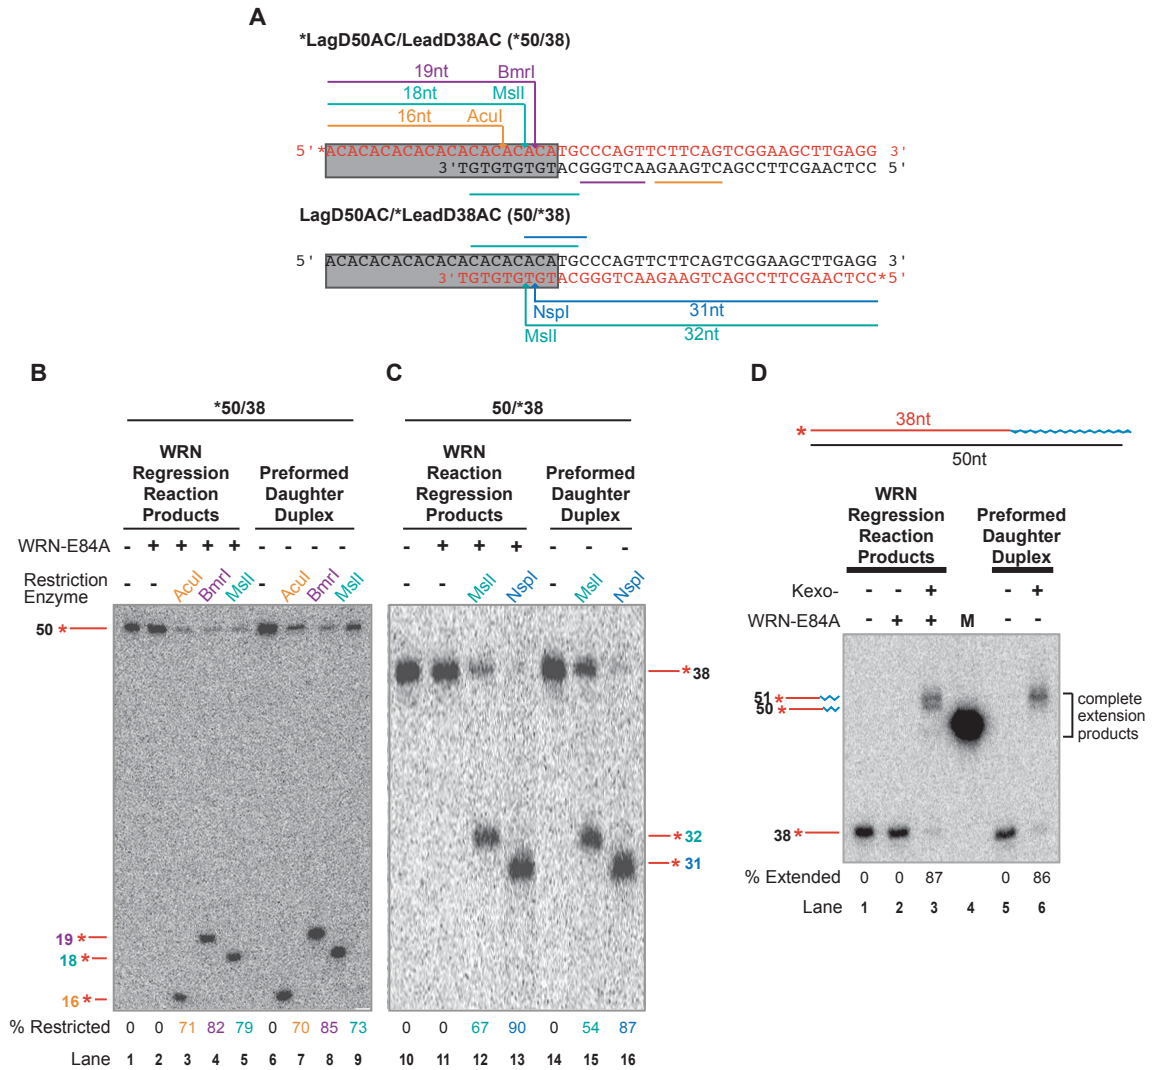 A
*LagD50AC/LeadD38AC (*50/38)
19nt BmrI
18nt MslI
16nt AcuI
5'*ACACACACACACACACACACATGCCCAGTTCTTCAGTCGGAAGCTTGAGG 3'
3'TGTGTGTGTACGGGTCAAGAAGTCAGCCTTCGAACTCC 5'
LagD50AC/*LeadD38AC (50/*38)
5' ACACACACACACACACACACATGCCCAGTTCTTCAGTCGGAAGCTTGAGG 3'
3'TGTGTGTGTACGGGTCAAGAAGTCAGCCTTCGAACTCC*5'
NspI 31nt
MslI 32nt
B
*50/38
WRN Regression Reaction Products
Preformed Daughter Duplex
WRN-E84A - + + + + - - - -
Restriction Enzyme - - AcuI BmrI MslI - AcuI BmrI MslI
50 *
19 *
18 *
16 *
% Restricted 0 0 71 82 79 0 70 85 73
Lane 1 2 3 4 5 6 7 8 9
C
50/*38
WRN Reaction Regression Products
Preformed Daughter Duplex
- + + + - - -
- - MslI NspI - MslI NspI
*38
* 32
* 31
0 0 67 90 0 54 87
10 11 12 13 14 15 16
D
38nt
*
50nt
WRN Regression Reaction Products
Preformed Daughter Duplex
Kexo- - - + - +
WRN-E84A - + + M - -
51 *
50 *
complete extension products
38 *
% Extended 0 0 87 0 86
Lane 1 2 3 4 5 6